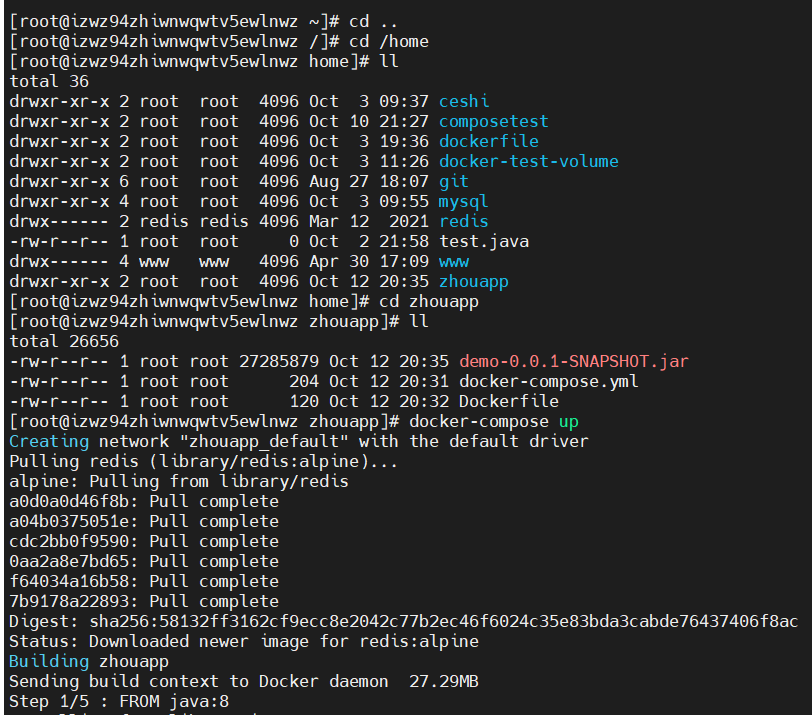 [root@izwz94zhiwnwqwtv5ewlnwz ~]# cd ..
[root@izwz94zhiwnwqwtv5ewlnwz /]# cd /home
[root@izwz94zhiwnwqwtv5ewlnwz home]# ll
total 36
drwxr-xr-x 2 root  root  4096 Oct  3 09:37 ceshi
drwxr-xr-x 2 root  root  4096 Oct 10 21:27 composetest
drwxr-xr-x 2 root  root  4096 Oct  3 19:36 dockerfile
drwxr-xr-x 2 root  root  4096 Oct  3 11:26 docker-test-volume
drwxr-xr-x 6 root  root  4096 Aug 27 18:07 git
drwxr-xr-x 4 root  root  4096 Oct  3 09:55 mysql
drwx------ 2 redis redis 4096 Mar 12  2021 redis
-rw-r--r-- 1 root  root     0 Oct  2 21:58 test.java
drwx------ 4 www   www   4096 Apr 30 17:09 www
drwxr-xr-x 2 root  root  4096 Oct 12 20:35 zhouapp
[root@izwz94zhiwnwqwtv5ewlnwz home]# cd zhouapp
[root@izwz94zhiwnwqwtv5ewlnwz zhouapp]# ll
total 26656
-rw-r--r-- 1 root root 27285879 Oct 12 20:35 demo-0.0.1-SNAPSHOT.jar
-rw-r--r-- 1 root root      204 Oct 12 20:31 docker-compose.yml
-rw-r--r-- 1 root root      120 Oct 12 20:32 Dockerfile
[root@izwz94zhiwnwqwtv5ewlnwz zhouapp]# docker-compose up
Creating network "zhouapp_default" with the default driver
Pulling redis (library/redis:alpine)...
alpine: Pulling from library/redis
a0d0a0d46f8b: Pull complete
a04b0375051e: Pull complete
cdc2bb0f9590: Pull complete
0aa2a8e7bd65: Pull complete
f64034a16b58: Pull complete
7b9178a22893: Pull complete
Digest: sha256:58132ff3162cf9ecc8e2042c77b2ec46f6024c35e83bda3cabde76437406f8ac
Status: Downloaded newer image for redis:alpine
Building zhouapp
Sending build context to Docker daemon  27.29MB
Step 1/5 : FROM java:8